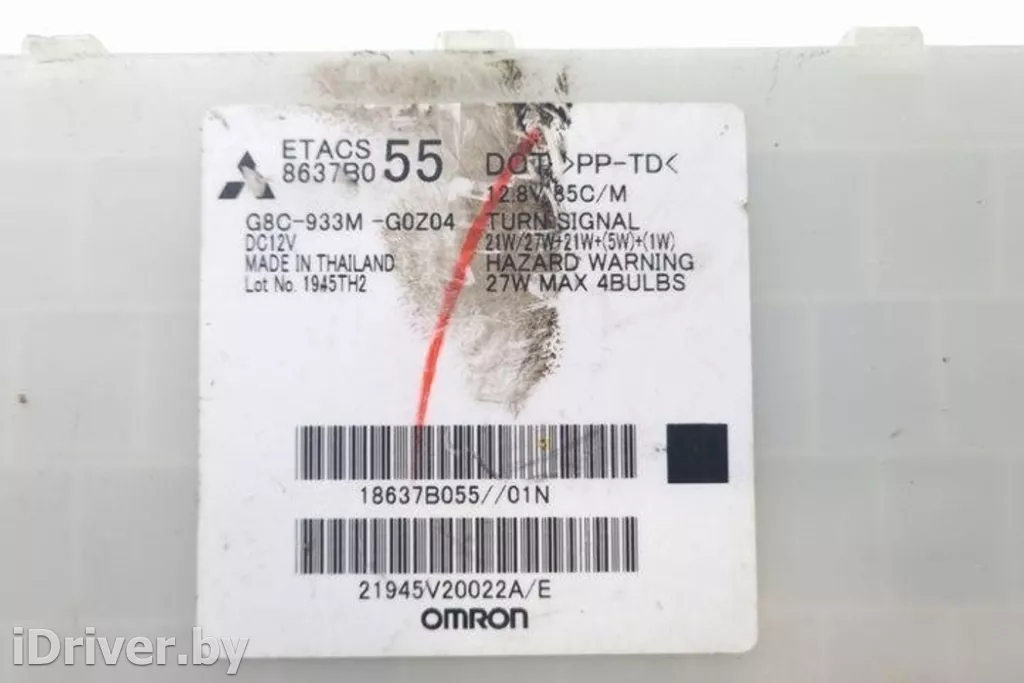 ETACS
8637B0 55
G8C-933M -G0Z04
DC12V
MADE IN THAILAND
Lot No. 1945TH2
DOT >PP-TD<
12.8V 85C/M
TURN SIGNAL
21W/27W+21W+(5W)+(1W)
HAZARD WARNING
27W MAX 4BULBS
18637B055//01N
21945V20022A/E
OMRON
iDriver.by